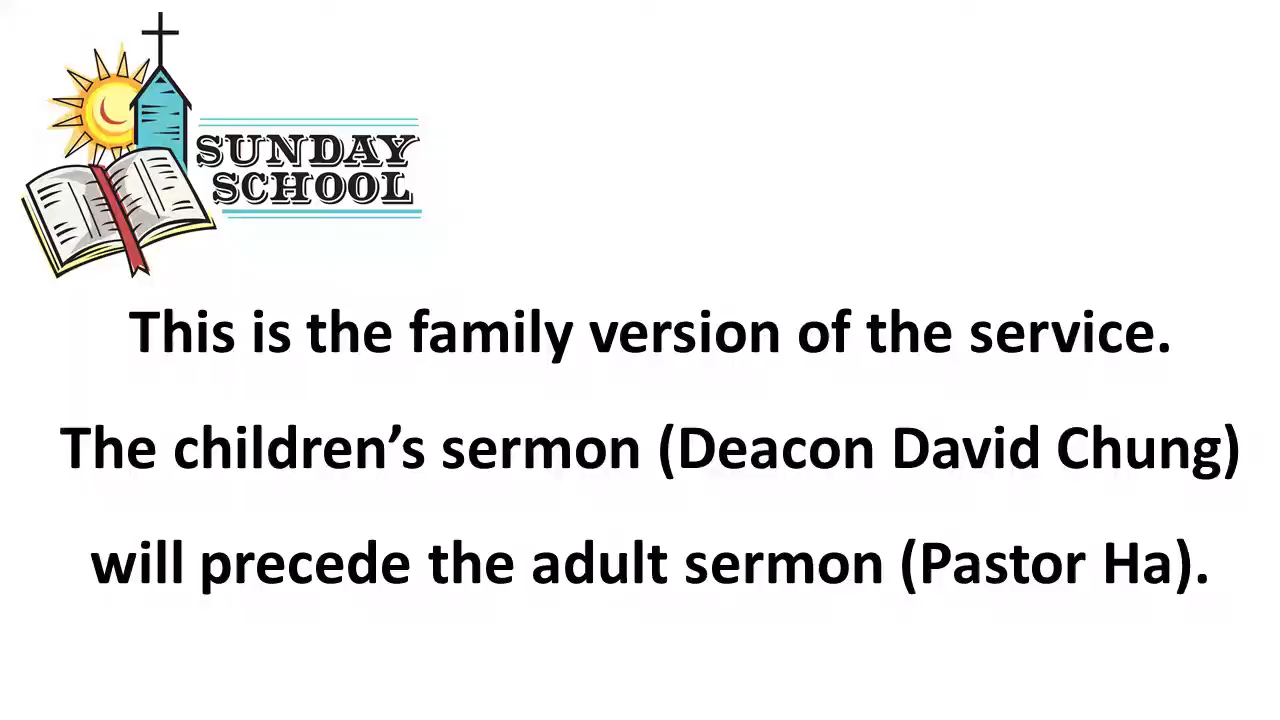 SUNDAY
SCHOOL
This is the family version of the service.
The children’s sermon (Deacon David Chung)
will precede the adult sermon (Pastor Ha).